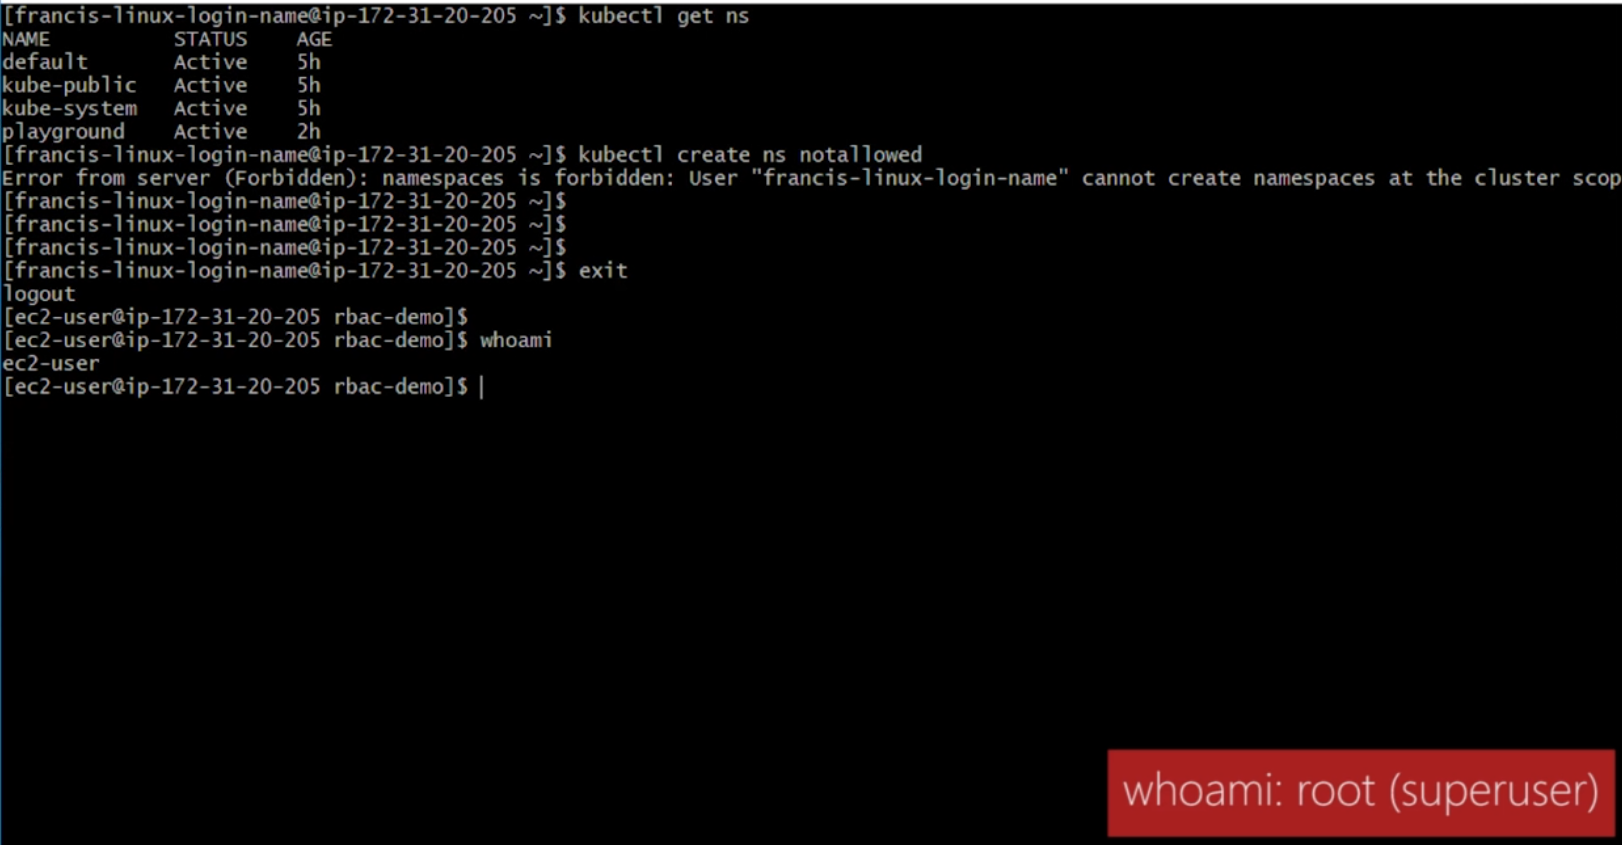 [francis-linux-login-name@ip-172-31-20-205 ~]$ kubectl get ns
NAME          STATUS    AGE
default       Active    5h
kube-public   Active    5h
kube-system   Active    5h
playground    Active    2h
[francis-linux-login-name@ip-172-31-20-205 ~]$ kubectl create ns notallowed
Error from server (Forbidden): namespaces is forbidden: User "francis-linux-login-name" cannot create namespaces at the cluster scop
[francis-linux-login-name@ip-172-31-20-205 ~]$
[francis-linux-login-name@ip-172-31-20-205 ~]$
[francis-linux-login-name@ip-172-31-20-205 ~]$
[francis-linux-login-name@ip-172-31-20-205 ~]$ exit
logout
[ec2-user@ip-172-31-20-205 rbac-demo]$
[ec2-user@ip-172-31-20-205 rbac-demo]$ whoami
ec2-user
[ec2-user@ip-172-31-20-205 rbac-demo]$
whoami: root (superuser)